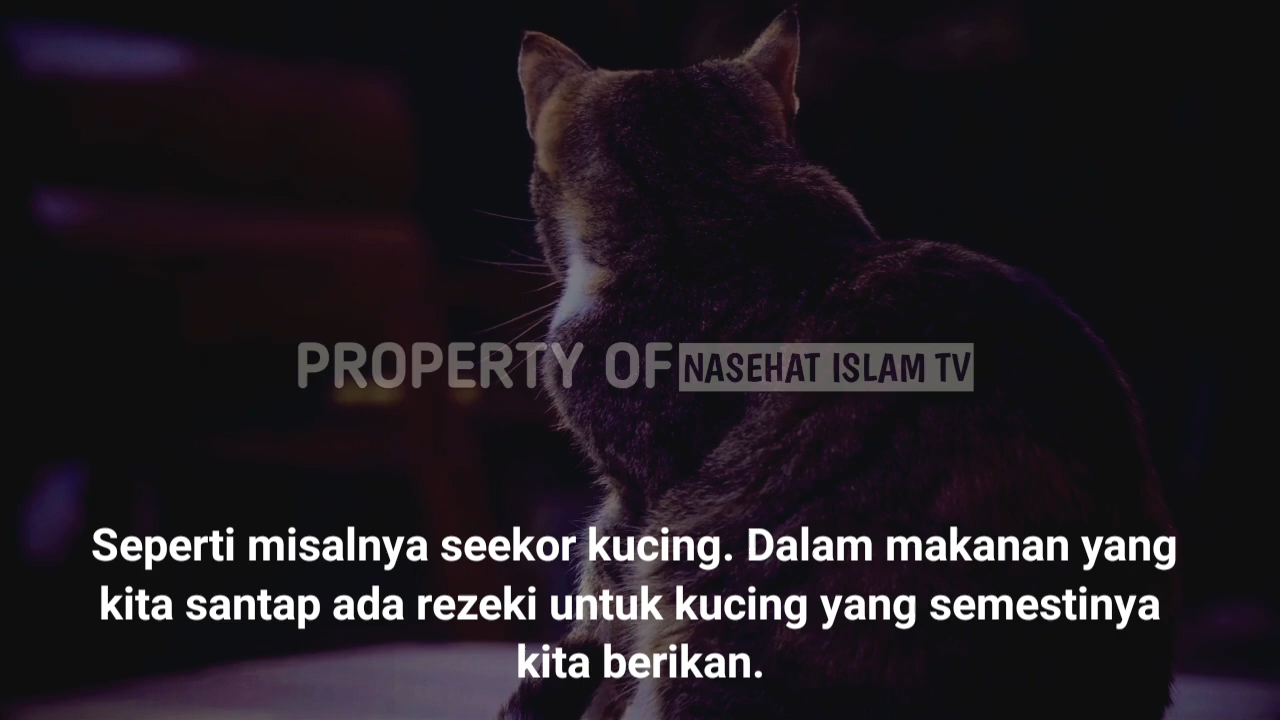 PROPERTY OF NASEHAT ISLAM TV
Seperti misalnya seekor kucing. Dalam makanan yang
kita santap ada rezeki untuk kucing yang semestinya
kita berikan.